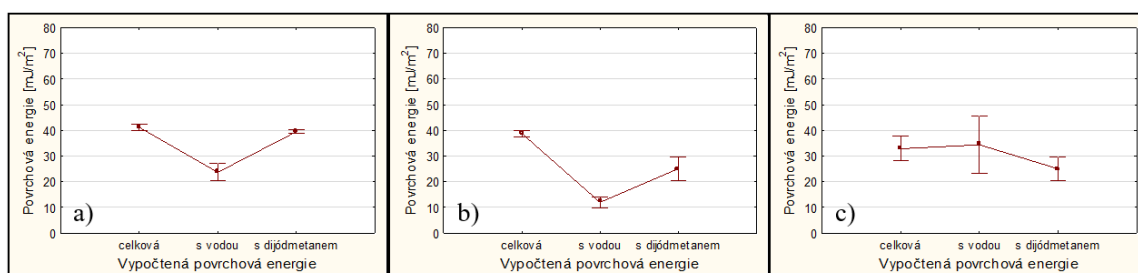 Povrchová energie [mJ/m²]
80
70
60
50
40
30
20
10
0
a)
celková s vodou s dijódmetanem
Vypočtená povrchová energie
Povrchová energie [mJ/m²]
80
70
60
50
40
30
20
10
0
b)
celková s vodou s dijódmetanem
Vypočtená povrchová energie
Povrchová energie [mJ/m²]
80
70
60
50
40
30
20
10
0
c)
celková s vodou s dijódmetanem
Vypočtená povrchová energie